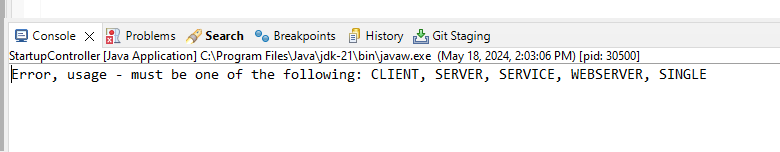 Console Problems Search Breakpoints History Git Staging
StartupController [Java Application] C:\Program Files\Java\jdk-21\bin\javaw.exe (May 18, 2024, 2:03:06 PM) [pid: 30500]
Error, usage - must be one of the following: CLIENT, SERVER, SERVICE, WEBSERVER, SINGLE